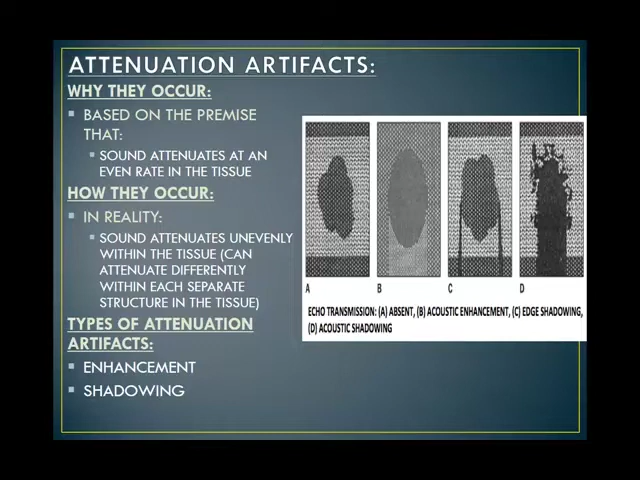 ATTENUATION ARTIFACTS:
WHY THEY OCCUR:
▪ BASED ON THE PREMISE
THAT:
▪ SOUND ATTENUATES AT AN
EVEN RATE IN THE TISSUE
HOW THEY OCCUR:
▪ IN REALITY:
▪ SOUND ATTENUATES UNEVENLY
WITHIN THE TISSUE (CAN
ATTENUATE DIFFERENTLY
WITHIN EACH SEPARATE
STRUCTURE IN THE TISSUE)
TYPES OF ATTENUATION
ARTIFACTS:
▪ ENHANCEMENT
▪ SHADOWING
A B C D
ECHO TRANSMISSION: (A) ABSENT, (B) ACOUSTIC ENHANCEMENT, (C) EDGE SHADOWING,
(D) ACOUSTIC SHADOWING